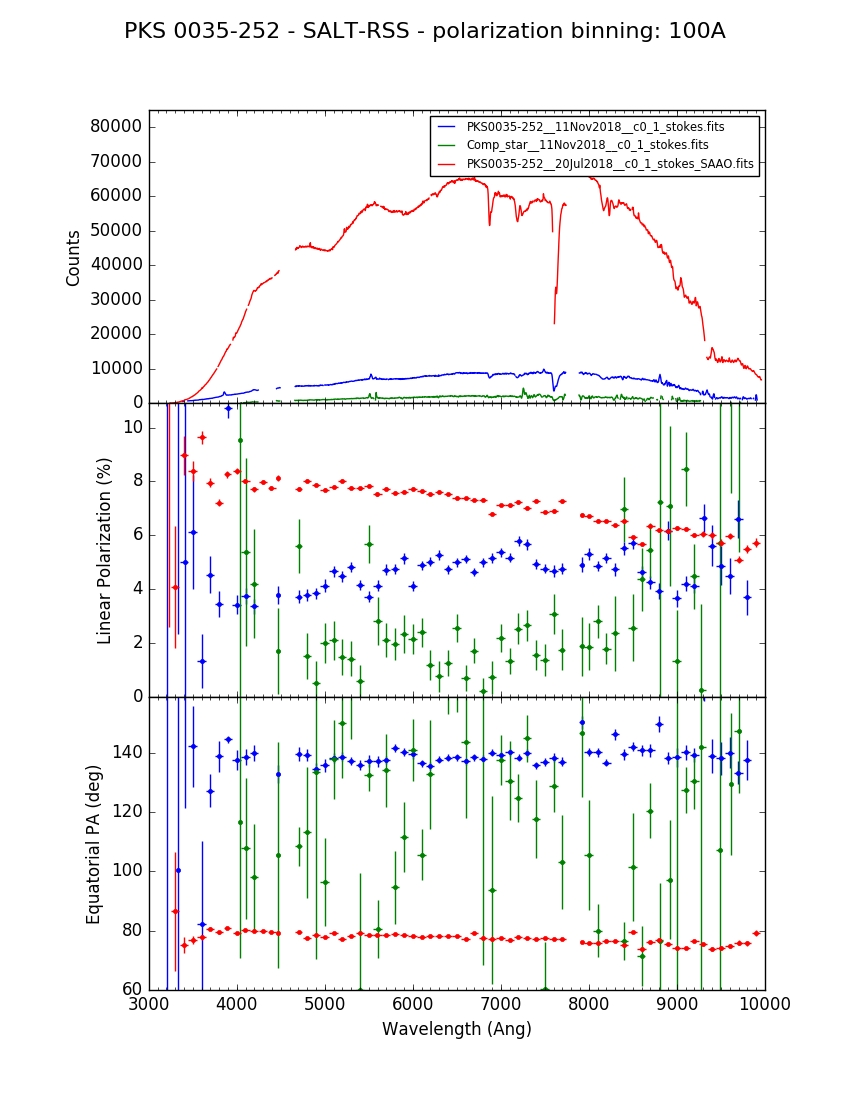 PKS 0035-252 - SALT-RSS - polarization binning: 100A
PKS0035-252__11Nov2018__c0_1_stokes.fits
Comp_star__11Nov2018__c0_1_stokes.fits
PKS0035-252__20Jul2018__c0_1_stokes_SAAO.fits
80000
70000
60000
50000
40000
30000
20000
10000
0
Counts
10
8
6
4
2
0
Linear Polarization (%)
140
120
100
80
60
Equatorial PA (deg)
3000 4000 5000 6000 7000 8000 9000 10000
Wavelength (Ang)